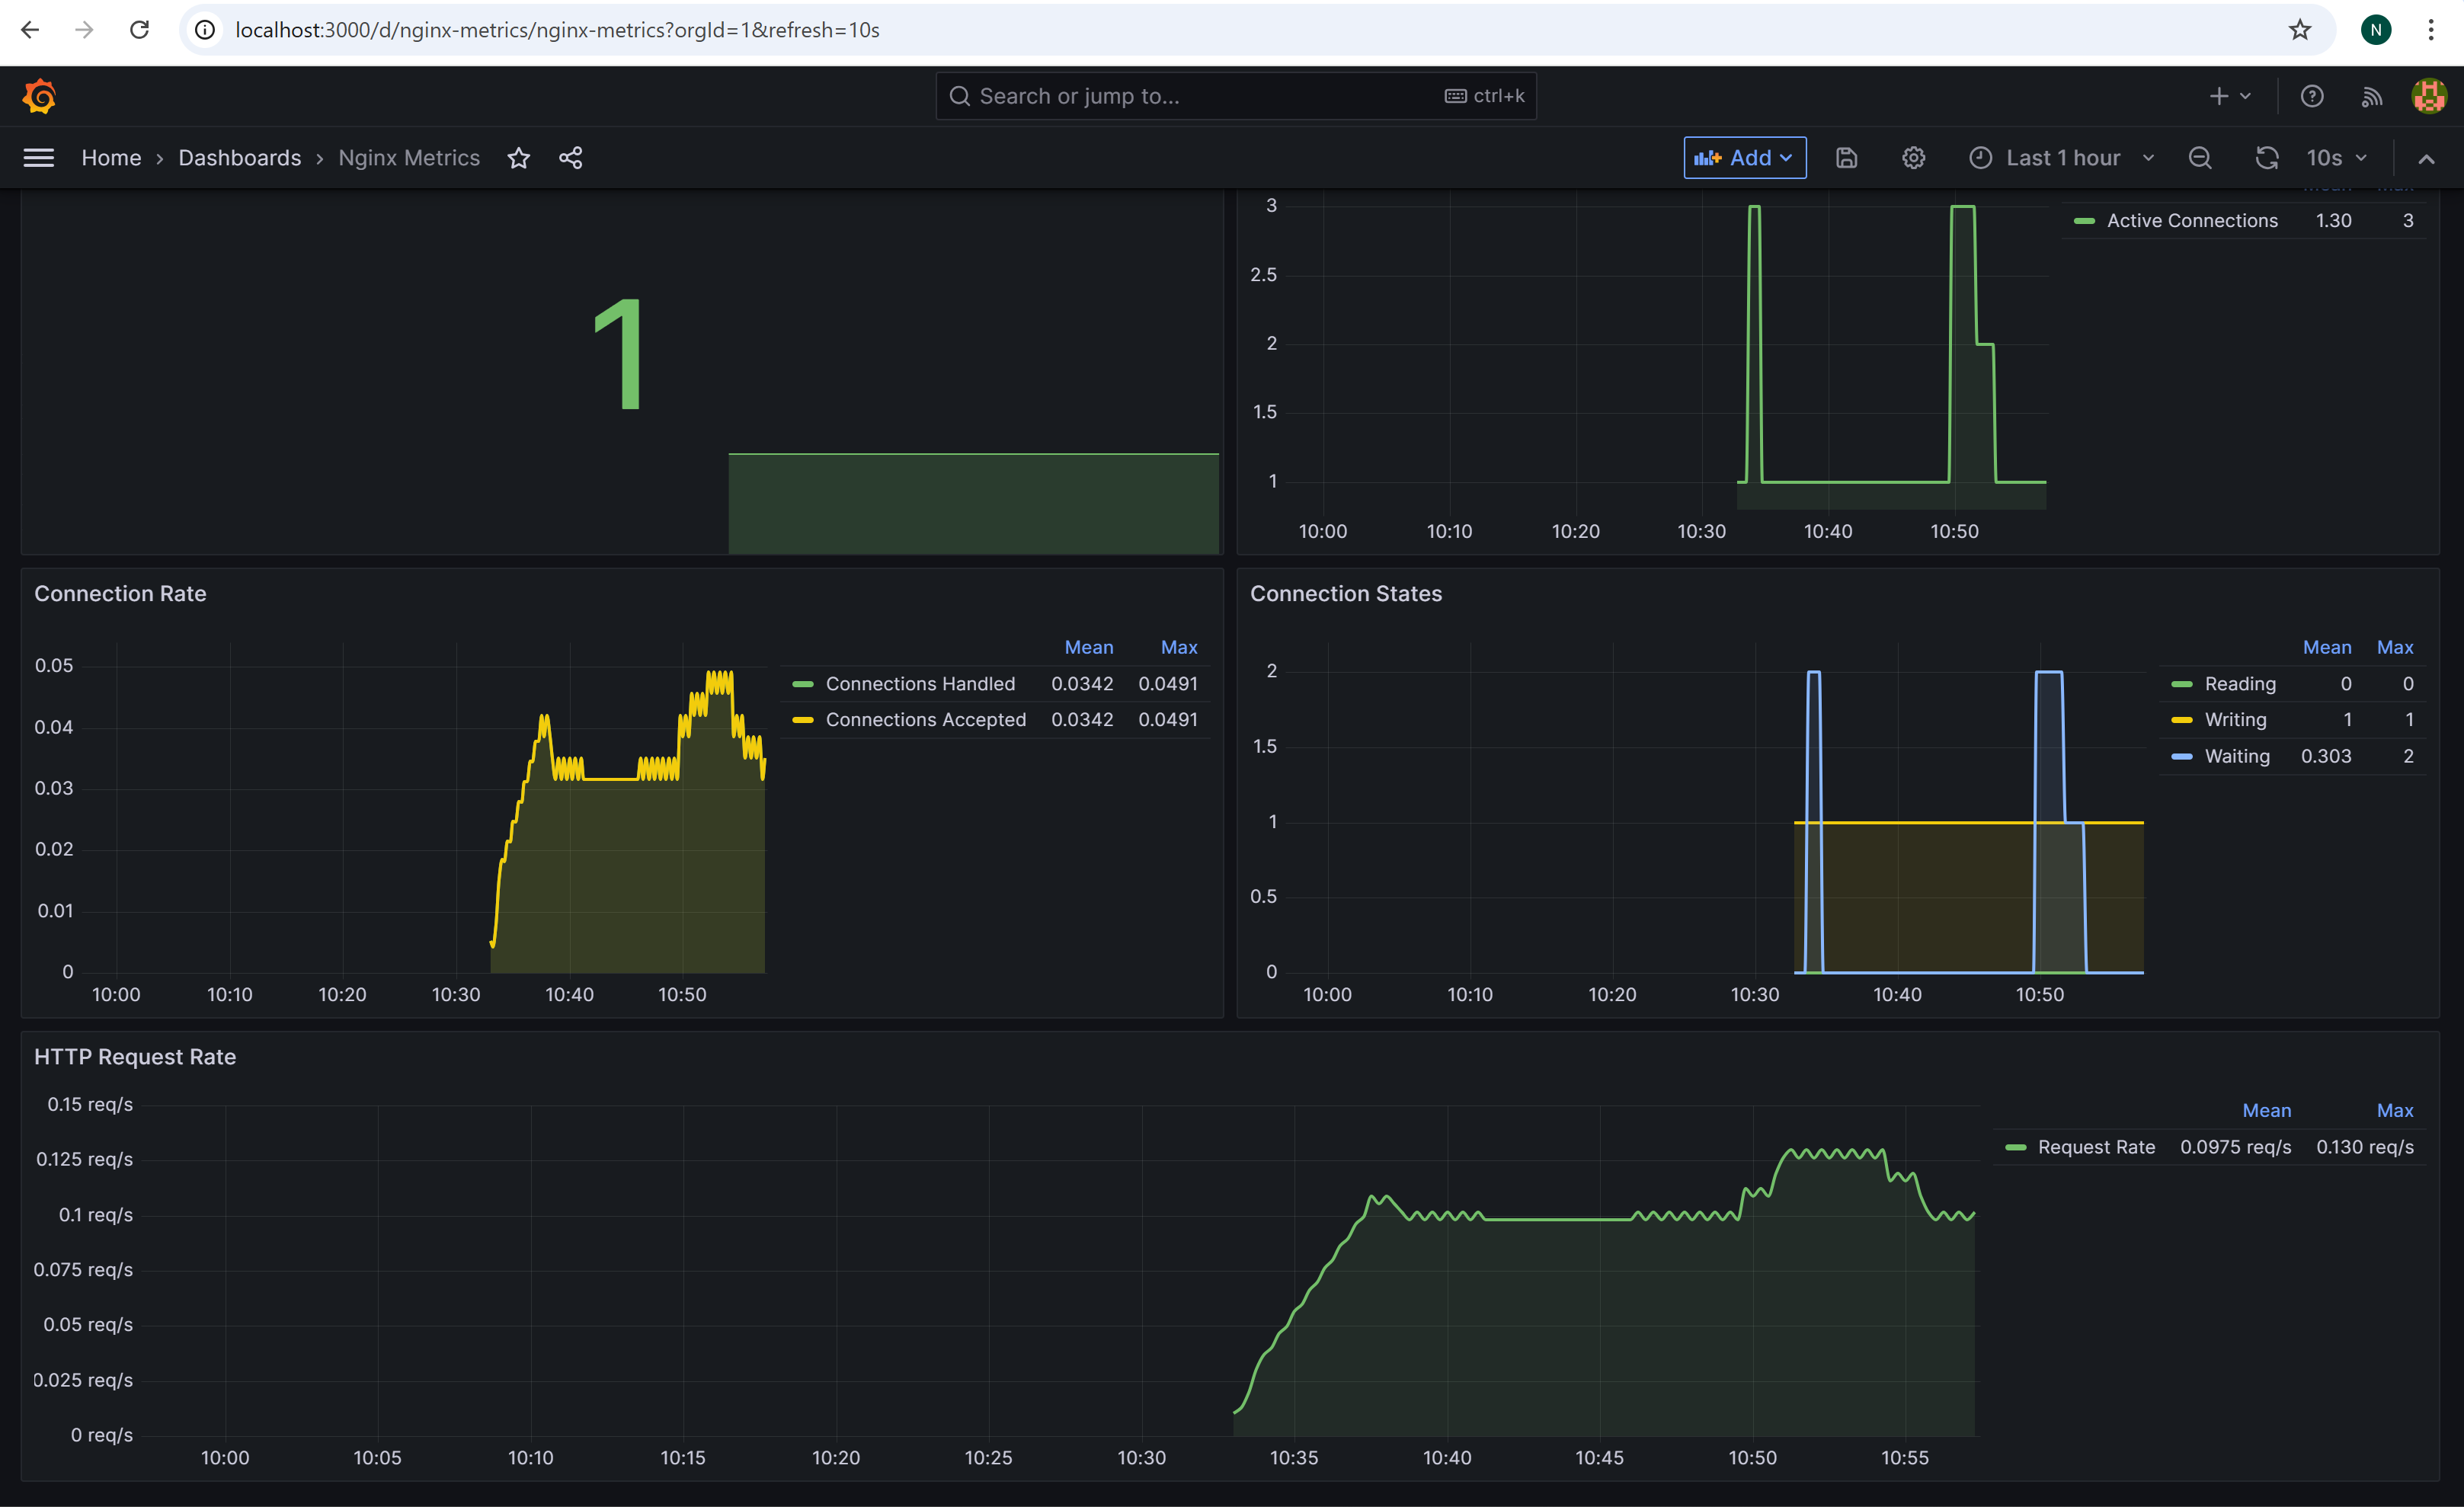 localhost:3000/d/nginx-metrics/nginx-metrics?orgId=1&refresh=10s
N
Search or jump to...
ctrl+k
Home › Dashboards › Nginx Metrics
Add
Last 1 hour
10s
1
3
2.5
2
1.5
1
10:00 10:10 10:20 10:30 10:40 10:50
Active Connections 1.30 3
Connection Rate
0.05
0.04
0.03
0.02
0.01
0
10:00 10:10 10:20 10:30 10:40 10:50
Mean Max
Connections Handled 0.0342 0.0491
Connections Accepted 0.0342 0.0491
Connection States
2
1.5
1
0.5
0
10:00 10:10 10:20 10:30 10:40 10:50
Mean Max
Reading 0 0
Writing 1 1
Waiting 0.303 2
HTTP Request Rate
0.15 req/s
0.125 req/s
0.1 req/s
0.075 req/s
0.05 req/s
0.025 req/s
0 req/s
10:00 10:05 10:10 10:15 10:20 10:25 10:30 10:35 10:40 10:45 10:50 10:55
Mean Max
Request Rate 0.0975 req/s 0.130 req/s